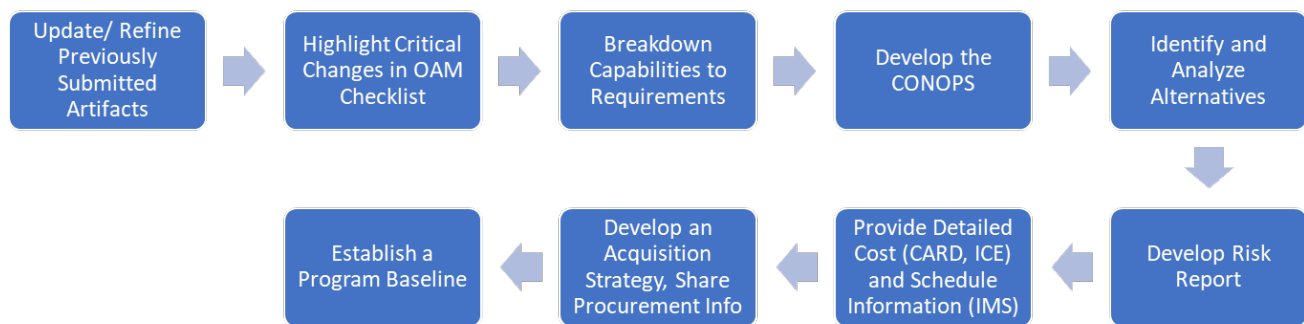 Update/ Refine
Previously
Submitted
Artifacts
Highlight Critical
Changes in OAM
Checklist
Breakdown
Capabilities to
Requirements
Develop the
CONOPS
Identify and
Analyze
Alternatives
Develop Risk
Report
Provide Detailed
Cost (CARD, ICE)
and Schedule
Information (IMS)
Develop an
Acquisition
Strategy, Share
Procurement Info
Establish a
Program Baseline